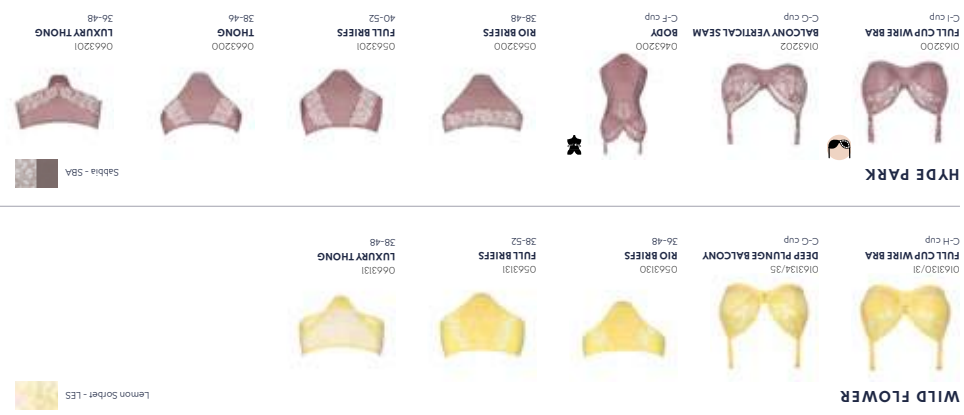 WILD FLOWER
Lemon Sorbet - LES
0163130/31
FULL CUP WIRE BRA
C-H cup
0163134/35
DEEP PLUNGE BALCONY
C-G cup
0563130
RIO BRIEFS
36-48
0563131
FULL BRIEFS
38-52
0663131
LUXURY THONG
38-48
HYDE PARK
Sabbia - SBA
0163200
FULL CUP WIRE BRA
C-I cup
0163202
BALCONY VERTICAL SEAM
C-G cup
0463200
BODY
C-F cup
0563200
RIO BRIEFS
38-48
0563201
FULL BRIEFS
40-52
0663200
THONG
38-46
0663201
LUXURY THONG
36-48